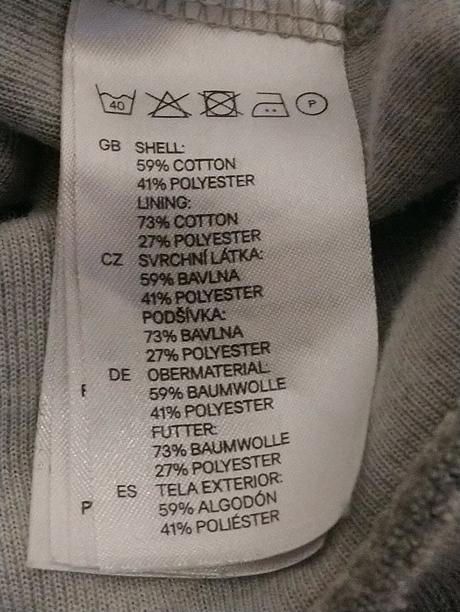 40 P
GB SHELL:
59% COTTON
41% POLYESTER
LINING:
73% COTTON
27% POLYESTER
CZ SVRCHNÍ LÁTKA:
59% BAVLNA
41% POLYESTER
PODŠÍVKA:
73% BAVLNA
27% POLYESTER
DE OBERMATERIAL:
59% BAUMWOLLE
41% POLYESTER
FUTTER:
73% BAUMWOLLE
27% POLYESTER
ES TELA EXTERIOR:
59% ALGODÓN
41% POLIÉSTER